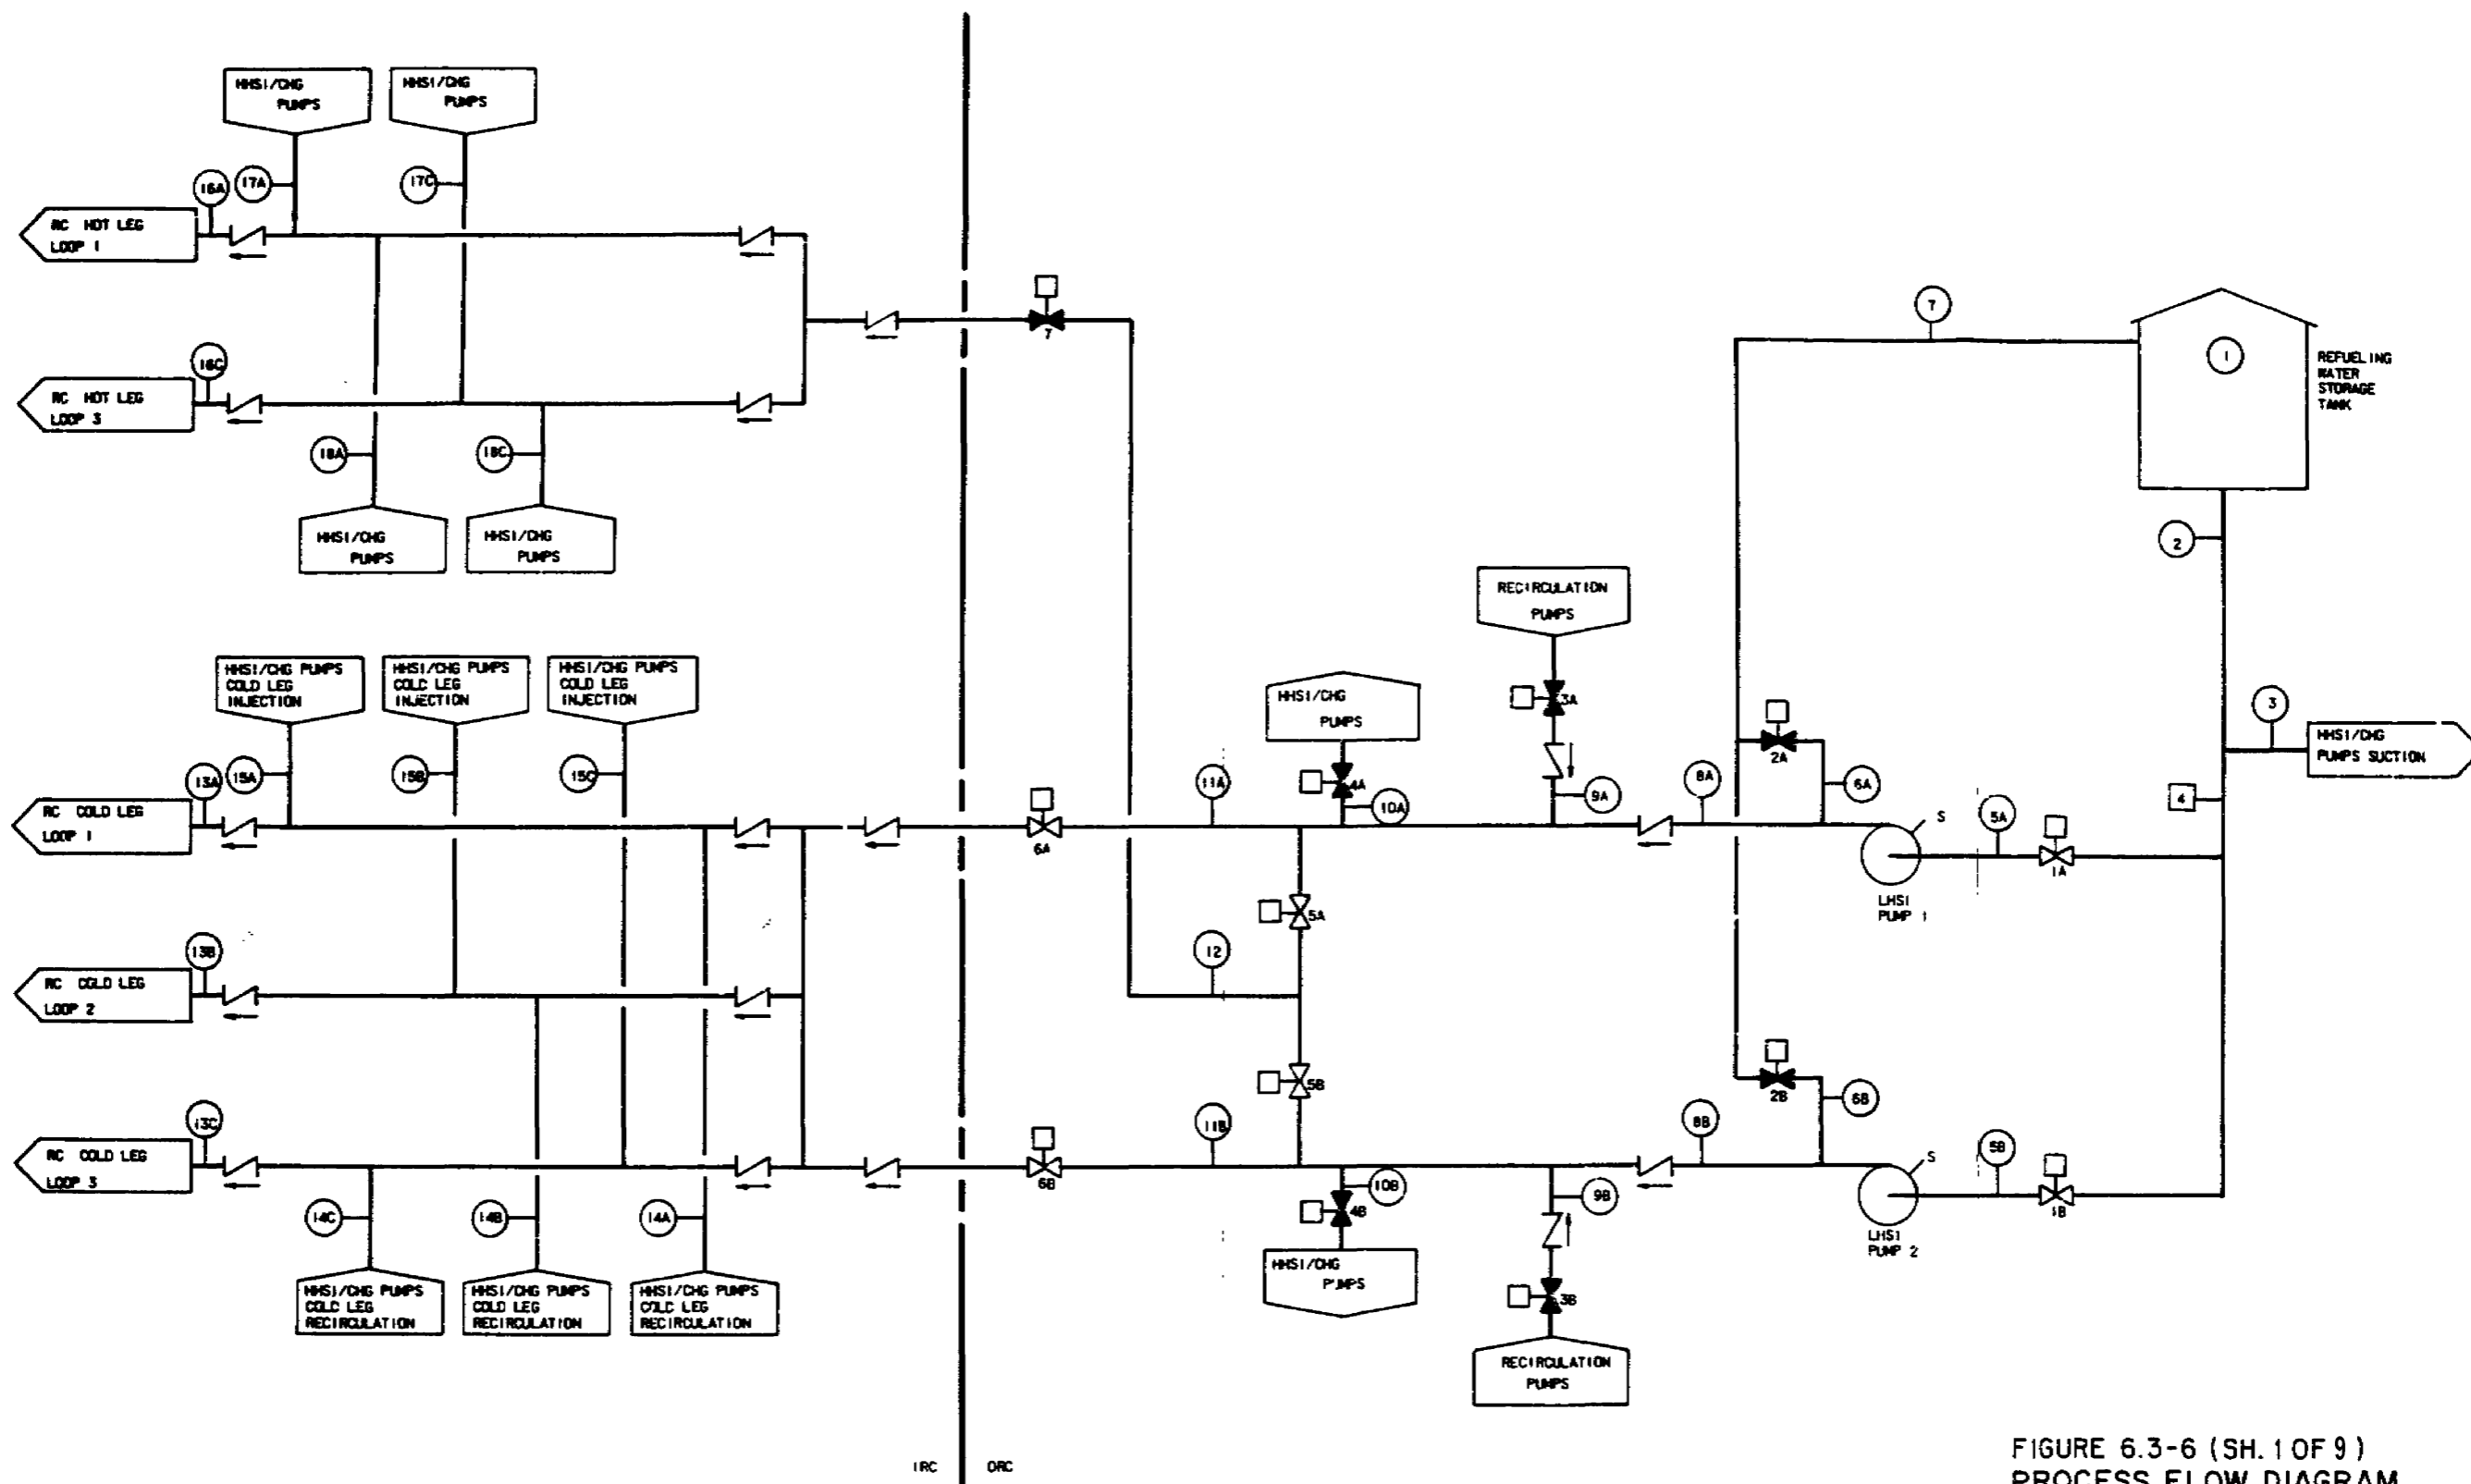 HHSI/CHG
PUMPS
HHSI/CHG
PUMPS
16A
17A
17C
RC HOT LEG
LOOP 1
7
7
1
REFUELING
WATER
STORAGE
TANK
16C
RC HOT LEG
LOOP 3
18A
18C
HHSI/CHG
PUMPS
HHSI/CHG
PUMPS
2
RECIRCULATION
PUMPS
HHSI/CHG PUMPS
COLD LEG
INJECTION
HHSI/CHG PUMPS
COLD LEG
INJECTION
HHSI/CHG PUMPS
COLD LEG
INJECTION
HHSI/CHG
PUMPS
3A
3
HHSI/CHG
PUMPS SUCTION
2A
13A
15A
15B
15C
11A
4A
10A
9A
8A
6A
4
RC COLD LEG
LOOP 1
6A
S
5A
1A
LHSI
PUMP 1
5A
13B
12
RC COLD LEG
LOOP 2
5B
2B
6B
13C
11B
8B
RC COLD LEG
LOOP 3
6B
10B
9B
S
5B
1B
14C
14B
14A
4B
LHSI
PUMP 2
HHSI/CHG PUMPS
COLD LEG
RECIRCULATION
HHSI/CHG PUMPS
COLD LEG
RECIRCULATION
HHSI/CHG PUMPS
COLD LEG
RECIRCULATION
HHSI/CHG
PUMPS
3B
RECIRCULATION
PUMPS
IRC
ORC
FIGURE 6.3-6 (SH. 1 OF 9)
PROCESS FLOW DIAGRAM